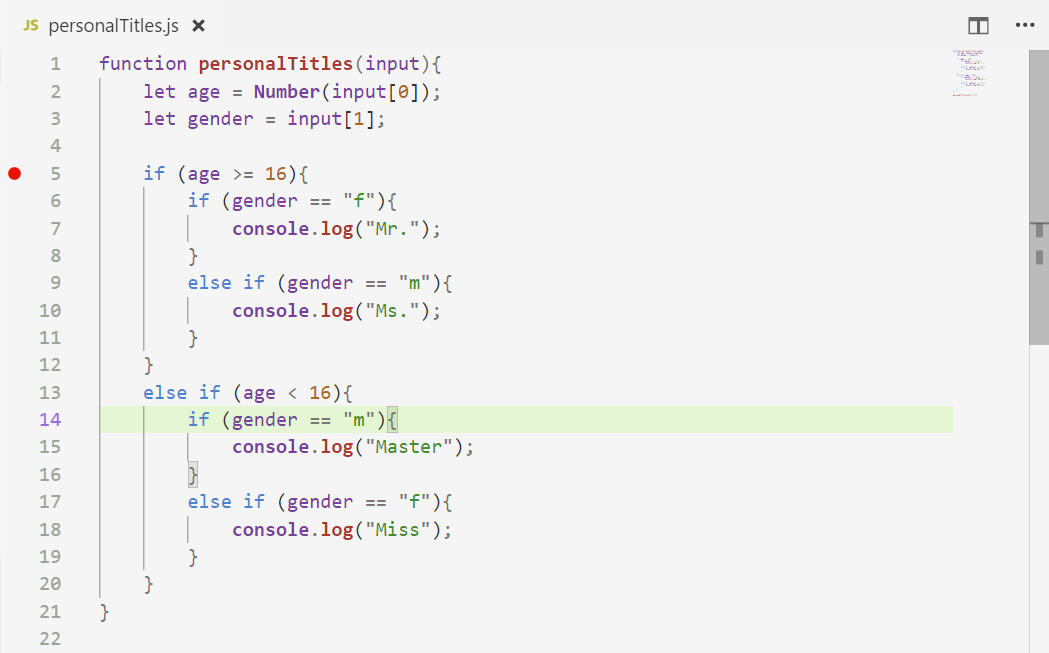 JS personalTitles.js ×
1 function personalTitles(input){
2 let age = Number(input[0]);
3 let gender = input[1];
4
5 if (age >= 16){
6 if (gender == "f"){
7 console.log("Mr.");
8 }
9 else if (gender == "m"){
10 console.log("Ms.");
11 }
12 }
13 else if (age < 16){
14 if (gender == "m"){
15 console.log("Master");
16 }
17 else if (gender == "f"){
18 console.log("Miss");
19 }
20 }
21 }
22